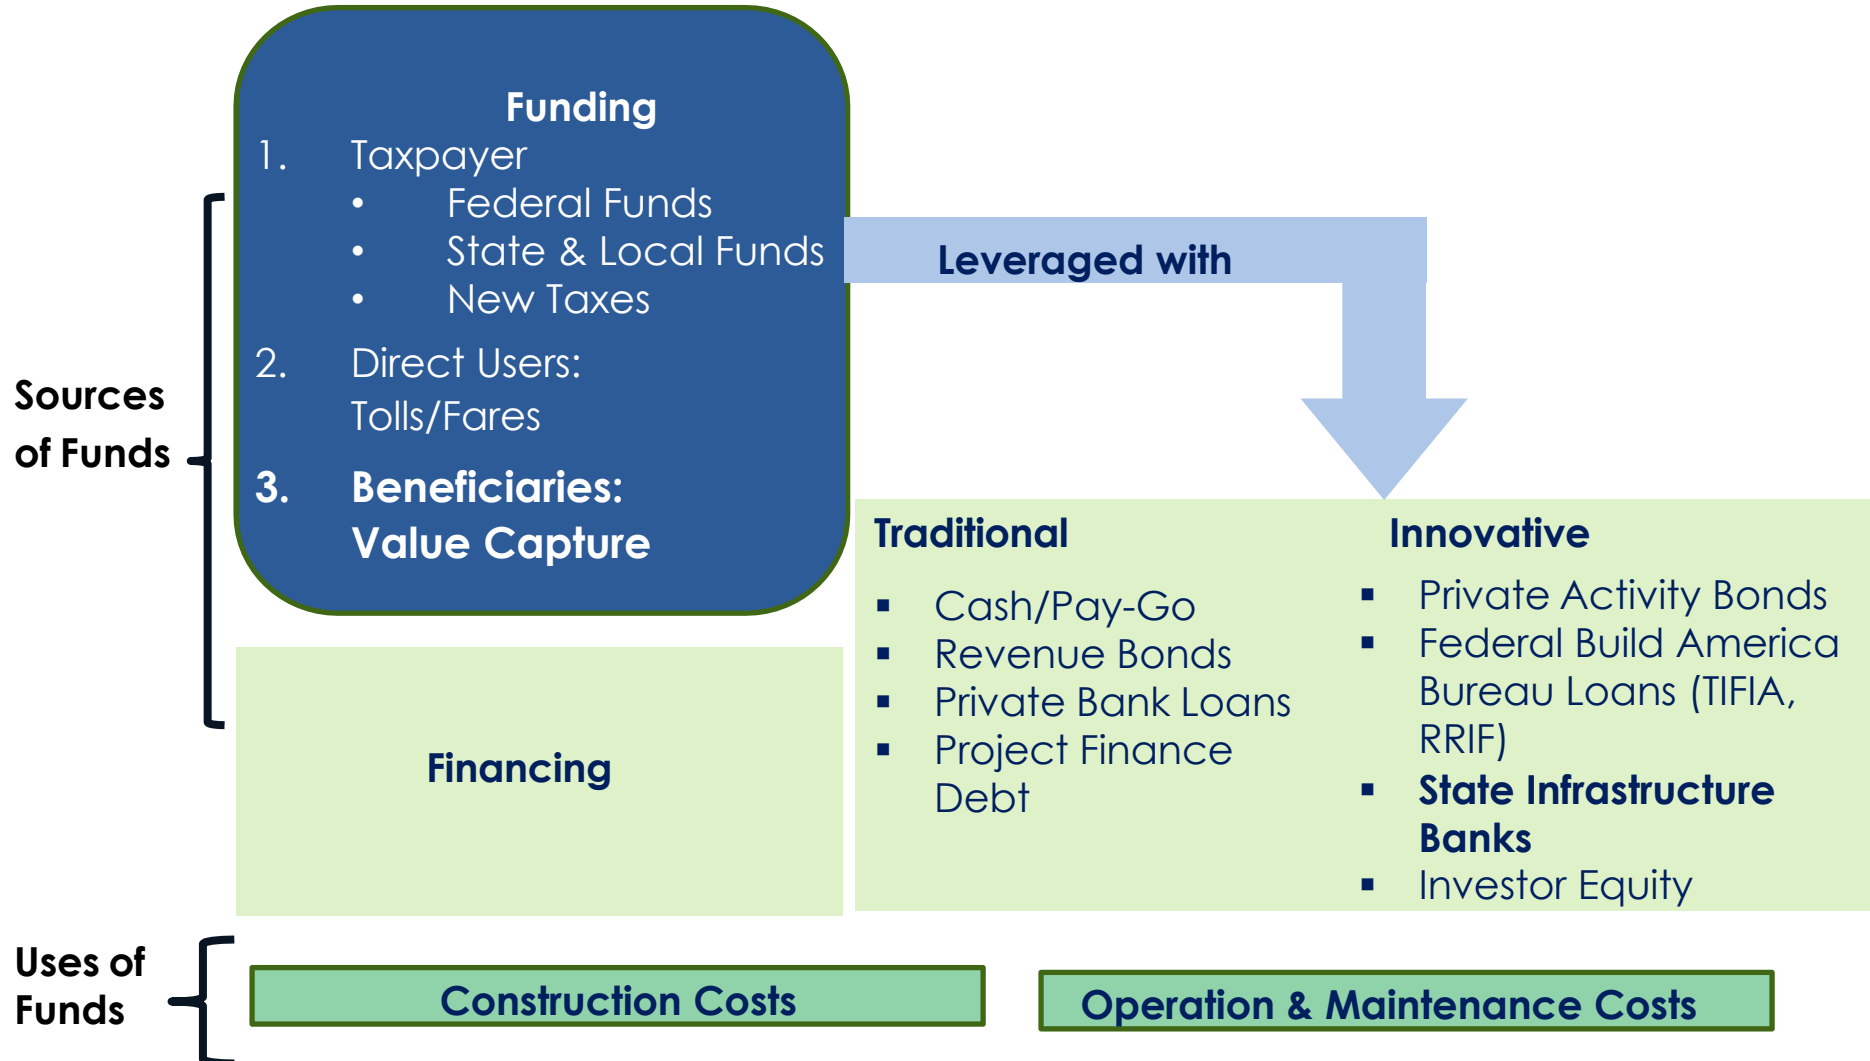 Funding
1. Taxpayer
• Federal Funds
• State & Local Funds
• New Taxes
2. Direct Users:
Tolls/Fares
3. Beneficiaries:
Value Capture
Leveraged with
Sources
of Funds
Financing
Traditional
▪ Cash/Pay-Go
▪ Revenue Bonds
▪ Private Bank Loans
▪ Project Finance
Debt
Innovative
▪ Private Activity Bonds
▪ Federal Build America
Bureau Loans (TIFIA,
RRIF)
▪ State Infrastructure
Banks
▪ Investor Equity
Uses of
Funds
Construction Costs
Operation & Maintenance Costs